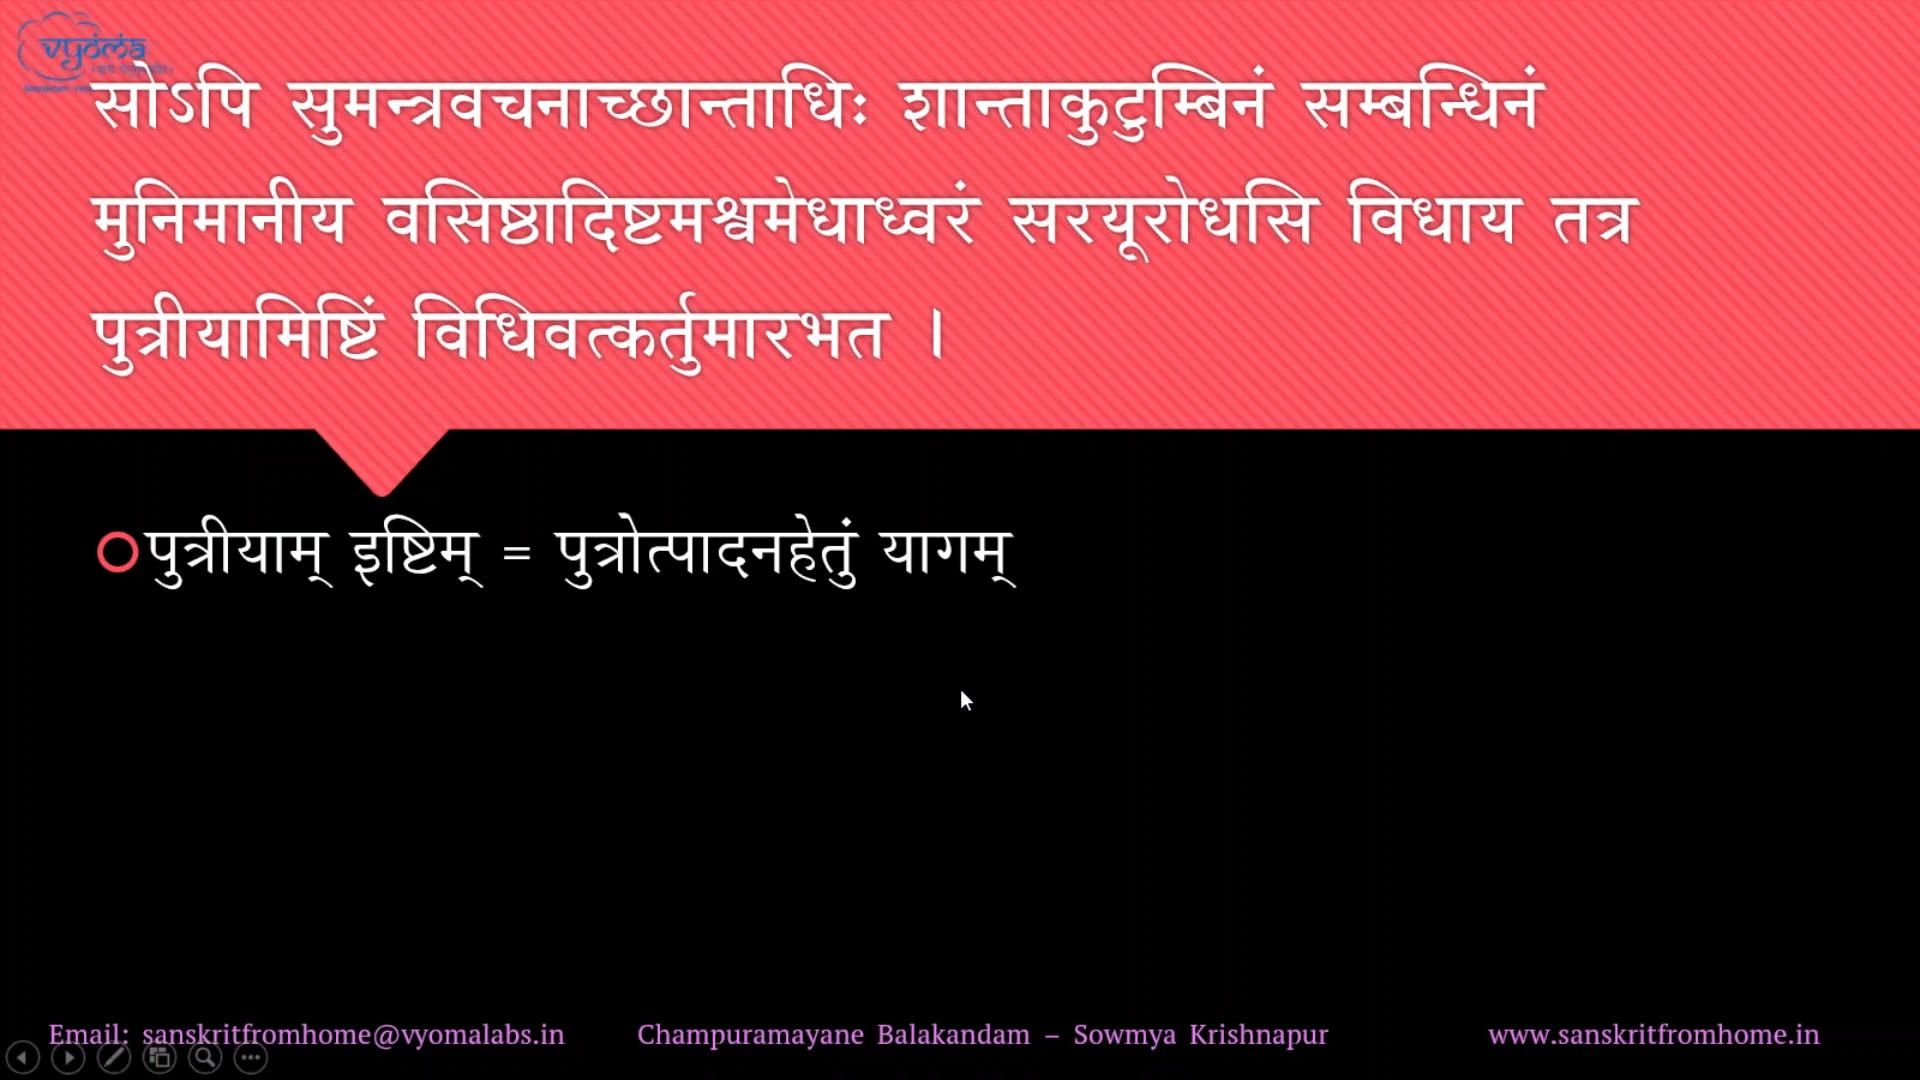 vyoma
सोऽपि सुमन्त्रवचनाच्छान्ताधिः शान्ताकुटुम्बिनं सम्बन्धिनं
मुनिमानीय वसिष्ठादिष्टमश्वमेधाध्वरं सरयूरोधसि विधाय तत्र
पुत्रीयामिष्टिं विधिवत्कर्तुमारभत ।
पुत्रीयाम् इष्टिम् = पुत्रोत्पादनहेतुं यागम्
Email: sanskritfromhome@vyomalabs.in Champuramayane Balakandam – Sowmya Krishnapur www.sanskritfromhome.in